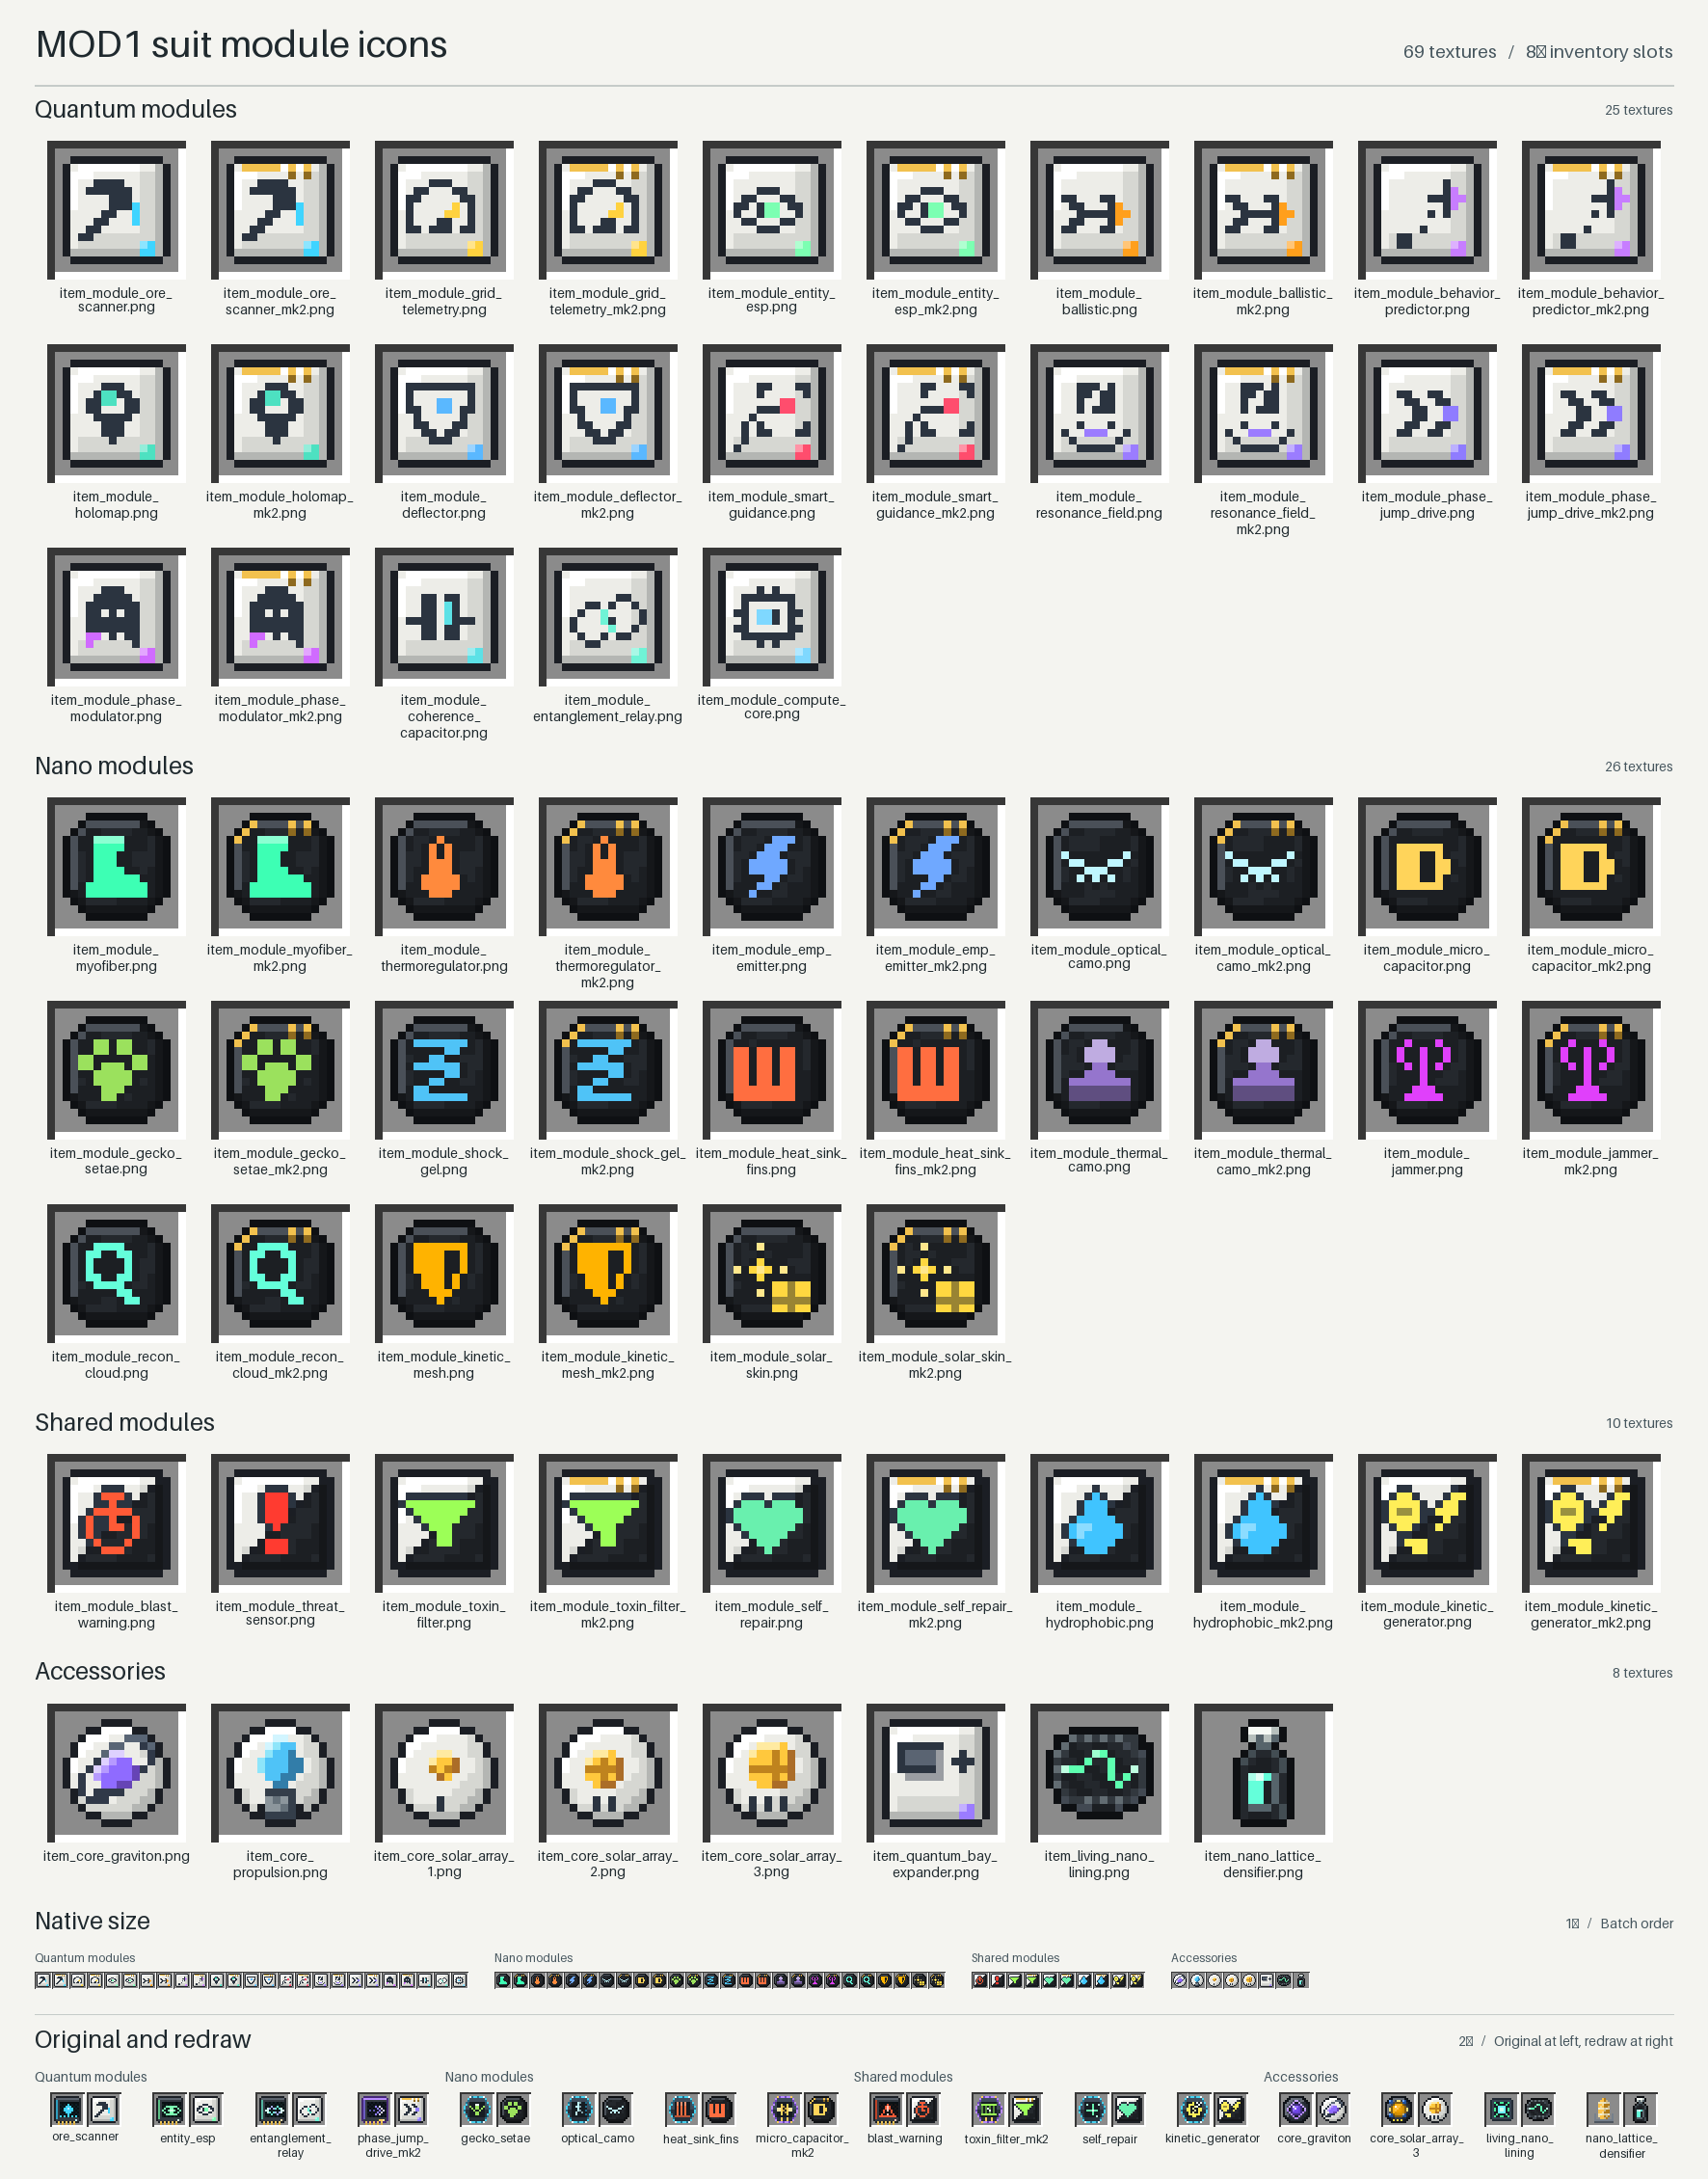 MOD1 suit module icons
69 textures / 8 inventory slots
Quantum modules
25 textures
item_module_ore_
scanner.png
item_module_ore_
scanner_mk2.png
item_module_grid_
telemetry.png
item_module_grid_
telemetry_mk2.png
item_module_entity_
esp.png
item_module_entity_
esp_mk2.png
item_module_
ballistic.png
item_module_ballistic_
mk2.png
item_module_behavior_
predictor.png
item_module_behavior_
predictor_mk2.png
item_module_
holomap.png
item_module_holomap_
mk2.png
item_module_
deflector.png
item_module_deflector_
mk2.png
item_module_smart_
guidance.png
item_module_smart_
guidance_mk2.png
item_module_
resonance_field.png
item_module_
resonance_field_
mk2.png
item_module_phase_
jump_drive.png
item_module_phase_
jump_drive_mk2.png
item_module_phase_
modulator.png
item_module_phase_
modulator_mk2.png
item_module_
coherence_
capacitor.png
item_module_
entanglement_relay.png
item_module_compute_
core.png
Nano modules
26 textures
item_module_
myofiber.png
item_module_myofiber_
mk2.png
item_module_
thermoregulator.png
item_module_
thermoregulator_
mk2.png
item_module_emp_
emitter.png
item_module_emp_
emitter_mk2.png
item_module_optical_
camo.png
item_module_optical_
camo_mk2.png
item_module_micro_
capacitor.png
item_module_micro_
capacitor_mk2.png
item_module_gecko_
setae.png
item_module_gecko_
setae_mk2.png
item_module_shock_
gel.png
item_module_shock_gel_
mk2.png
item_module_heat_sink_
fins.png
item_module_heat_sink_
fins_mk2.png
item_module_thermal_
camo.png
item_module_thermal_
camo_mk2.png
item_module_
jammer.png
item_module_jammer_
mk2.png
item_module_recon_
cloud.png
item_module_recon_
cloud_mk2.png
item_module_kinetic_
mesh.png
item_module_kinetic_
mesh_mk2.png
item_module_solar_
skin.png
item_module_solar_skin_
mk2.png
Shared modules
10 textures
item_module_blast_
warning.png
item_module_threat_
sensor.png
item_module_toxin_
filter.png
item_module_toxin_filter_
mk2.png
item_module_self_
repair.png
item_module_self_repair_
mk2.png
item_module_
hydrophobic.png
item_module_
hydrophobic_mk2.png
item_module_kinetic_
generator.png
item_module_kinetic_
generator_mk2.png
Accessories
8 textures
item_core_graviton.png
item_core_
propulsion.png
item_core_solar_array_
1.png
item_core_solar_array_
2.png
item_core_solar_array_
3.png
item_quantum_bay_
expander.png
item_living_nano_
lining.png
item_nano_lattice_
densifier.png
Native size
1 / Batch order
Quantum modules
Nano modules
Shared modules
Accessories
Original and redraw
2 / Original at left, redraw at right
Quantum modules
Nano modules
Shared modules
Accessories
ore_scanner
entity_esp
entanglement_
relay
phase_jump_
drive_mk2
gecko_setae
optical_camo
heat_sink_fins
micro_capacitor_
mk2
blast_warning
toxin_filter_mk2
self_repair
kinetic_generator
core_graviton
core_solar_array_
3
living_nano_
lining
nano_lattice_
densifier